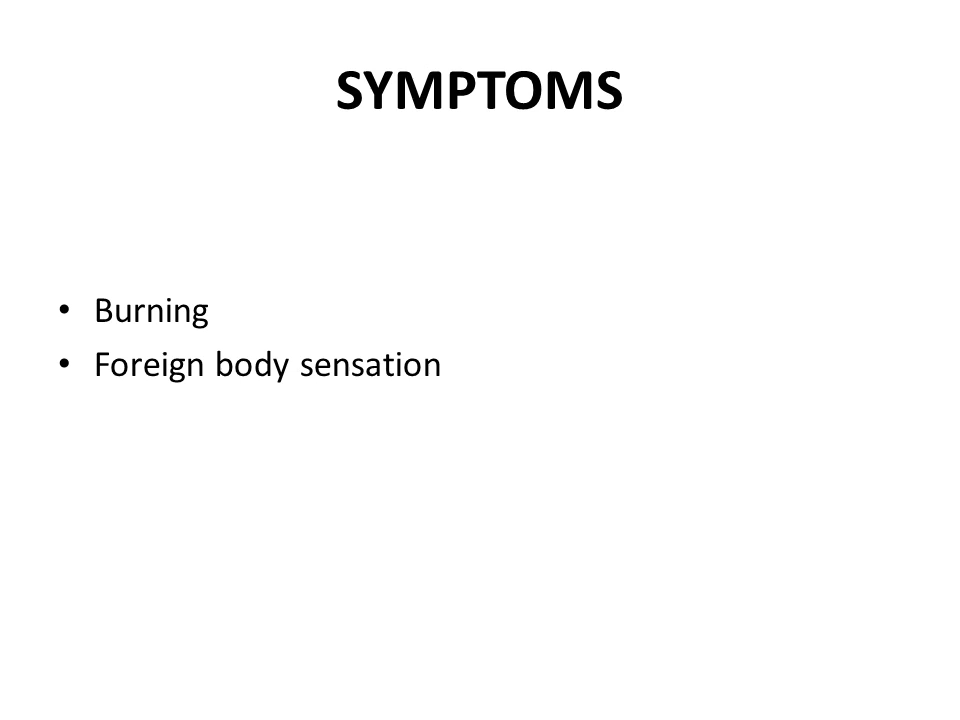 SYMPTOMS
• Burning
• Foreign body sensation